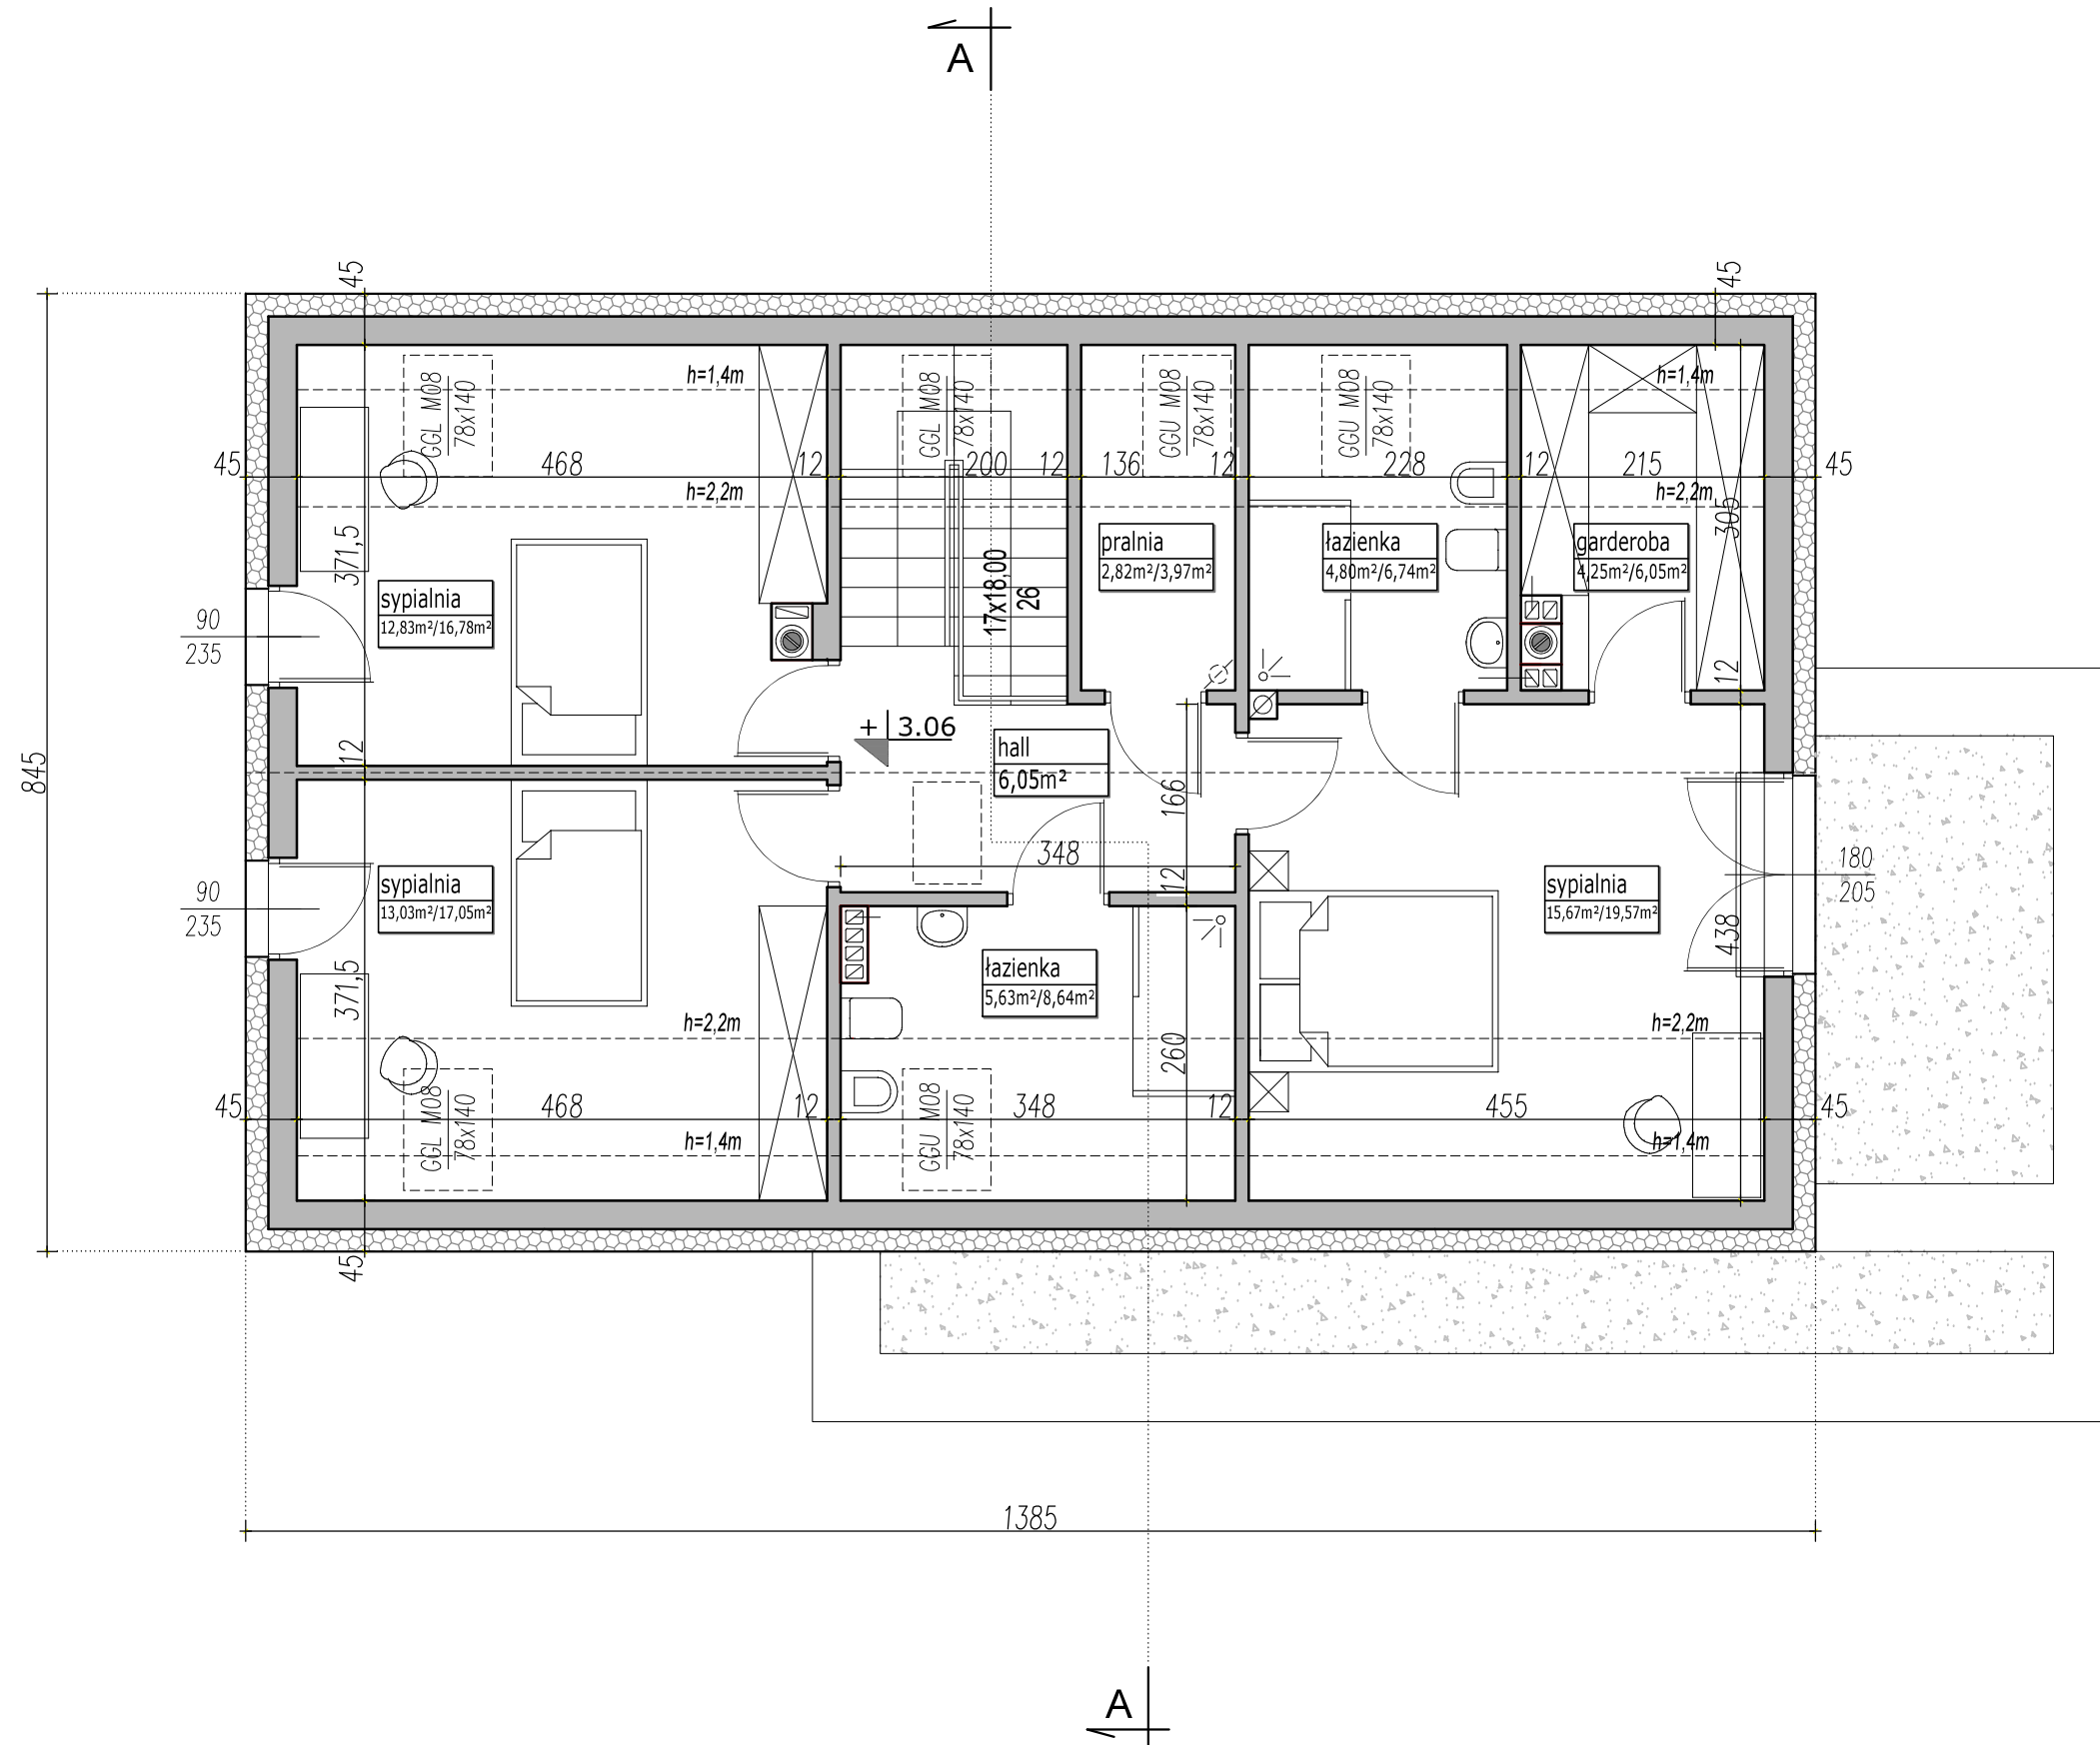 A
45
45
h=1,4m
h=1,4m
GGL M08
78x140
GGL M08
78x140
GGU M08
78x140
GGU M08
78x140
45
468
12
200
12
136
12
228
12
215
45
h=2,2m
h=2,2m
305
371,5
17x18,00
26
pralnia
2,82m²/3,97m²
łazienka
4,80m²/6,74m²
garderoba
4,25m²/6,05m²
sypialnia
12,83m²/16,78m²
90
235
12
12
+ 3.06
hall
6,05m²
845
166
348
12
180
205
sypialnia
13,03m²/17,05m²
90
235
sypialnia
15,67m²/19,57m²
438
łazienka
5,63m²/8,64m²
371,5
h=2,2m
h=2,2m
260
GGL M08
78x140
GGU M08
78x140
45
468
12
348
12
455
45
h=1,4m
h=1,4m
45
1385
A